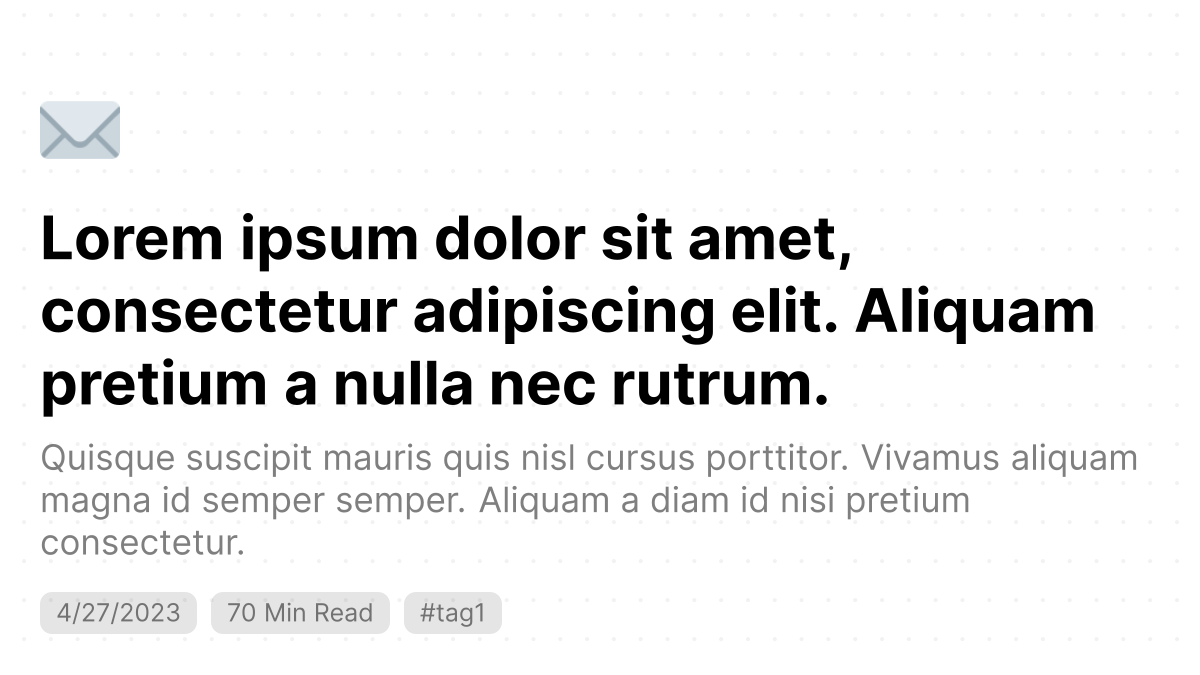 Lorem ipsum dolor sit amet,
consectetur adipiscing elit. Aliquam
pretium a nulla nec rutrum.
Quisque suscipit mauris quis nisl cursus porttitor. Vivamus aliquam
magna id semper semper. Aliquam a diam id nisi pretium
consectetur.
4/27/2023 70 Min Read #tag1